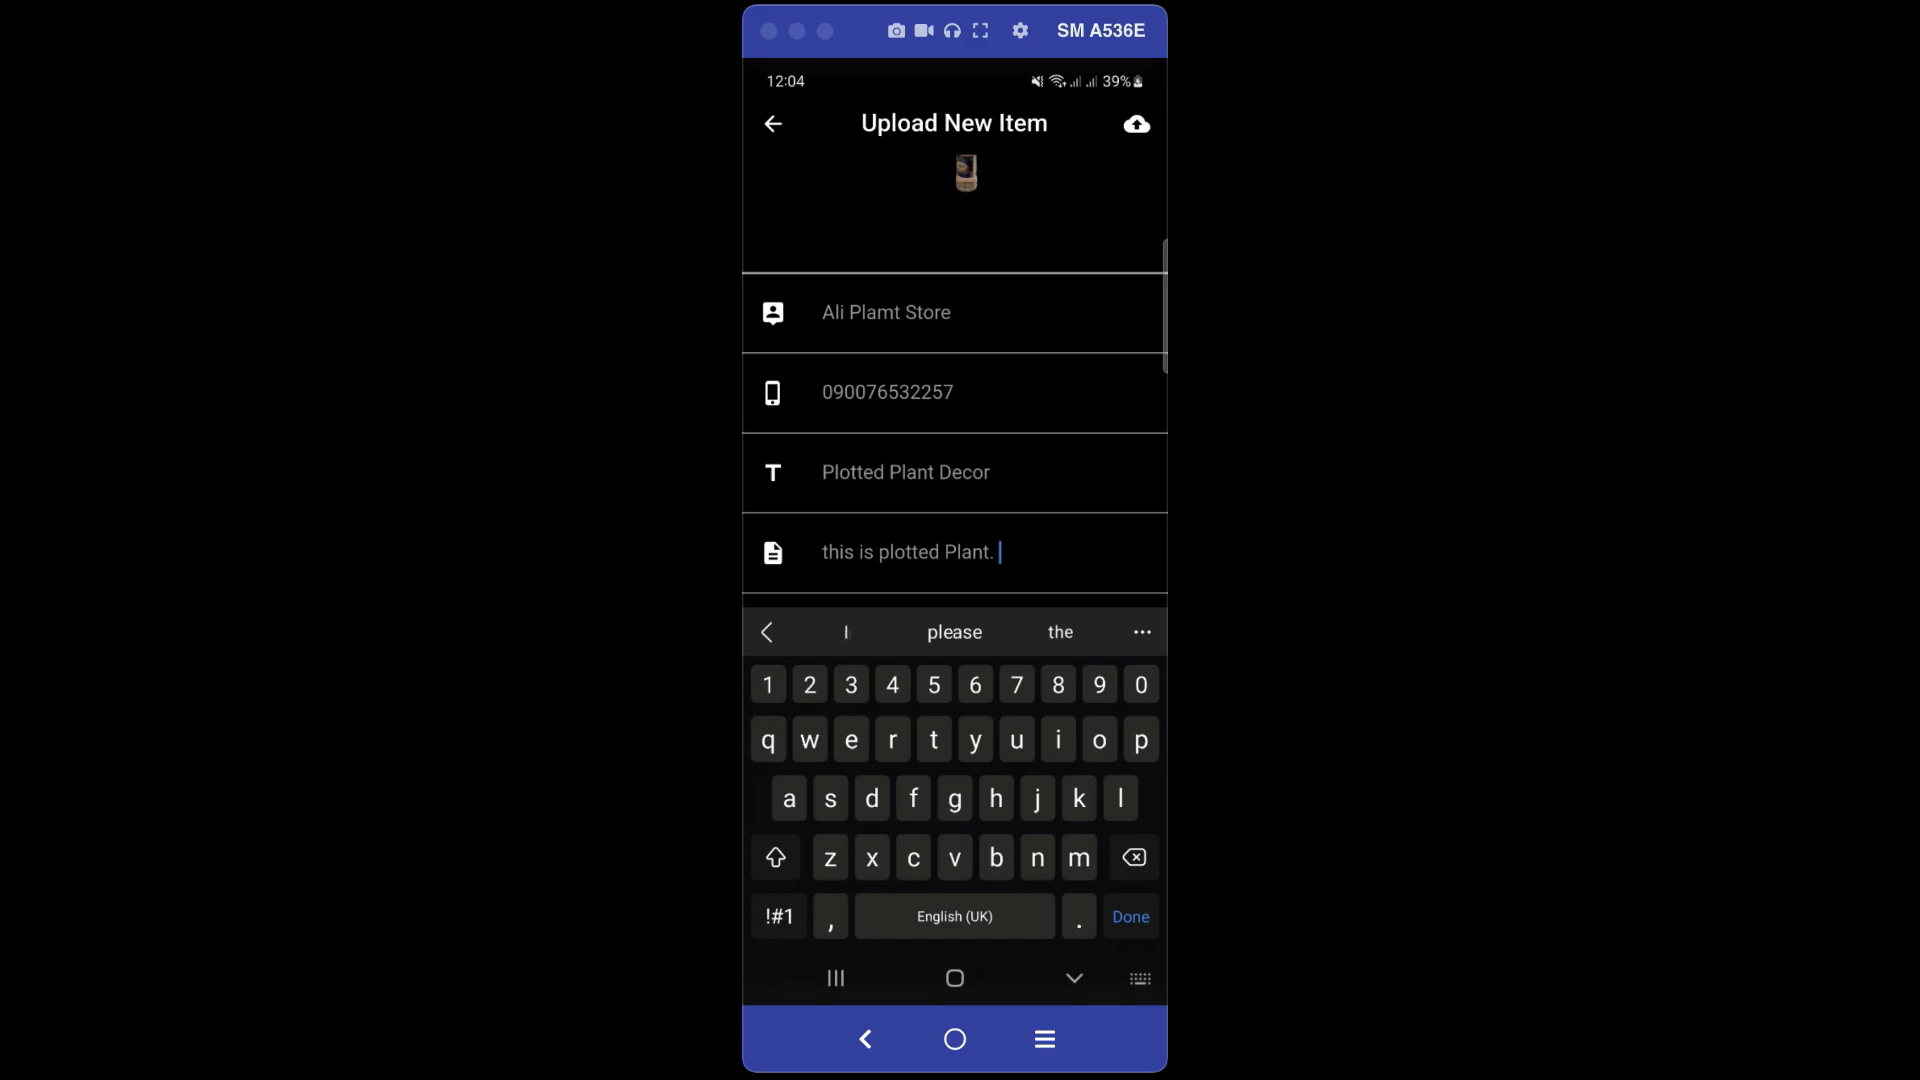 SM A536E
12:04
39%
Upload New Item
Ali Plamt Store
090076532257
Plotted Plant Decor
this is plotted Plant.
I please the
1 2 3 4 5 6 7 8 9 0
q w e r t y u i o p
a s d f g h j k l
z x c v b n m
!#1 , English (UK) . Done